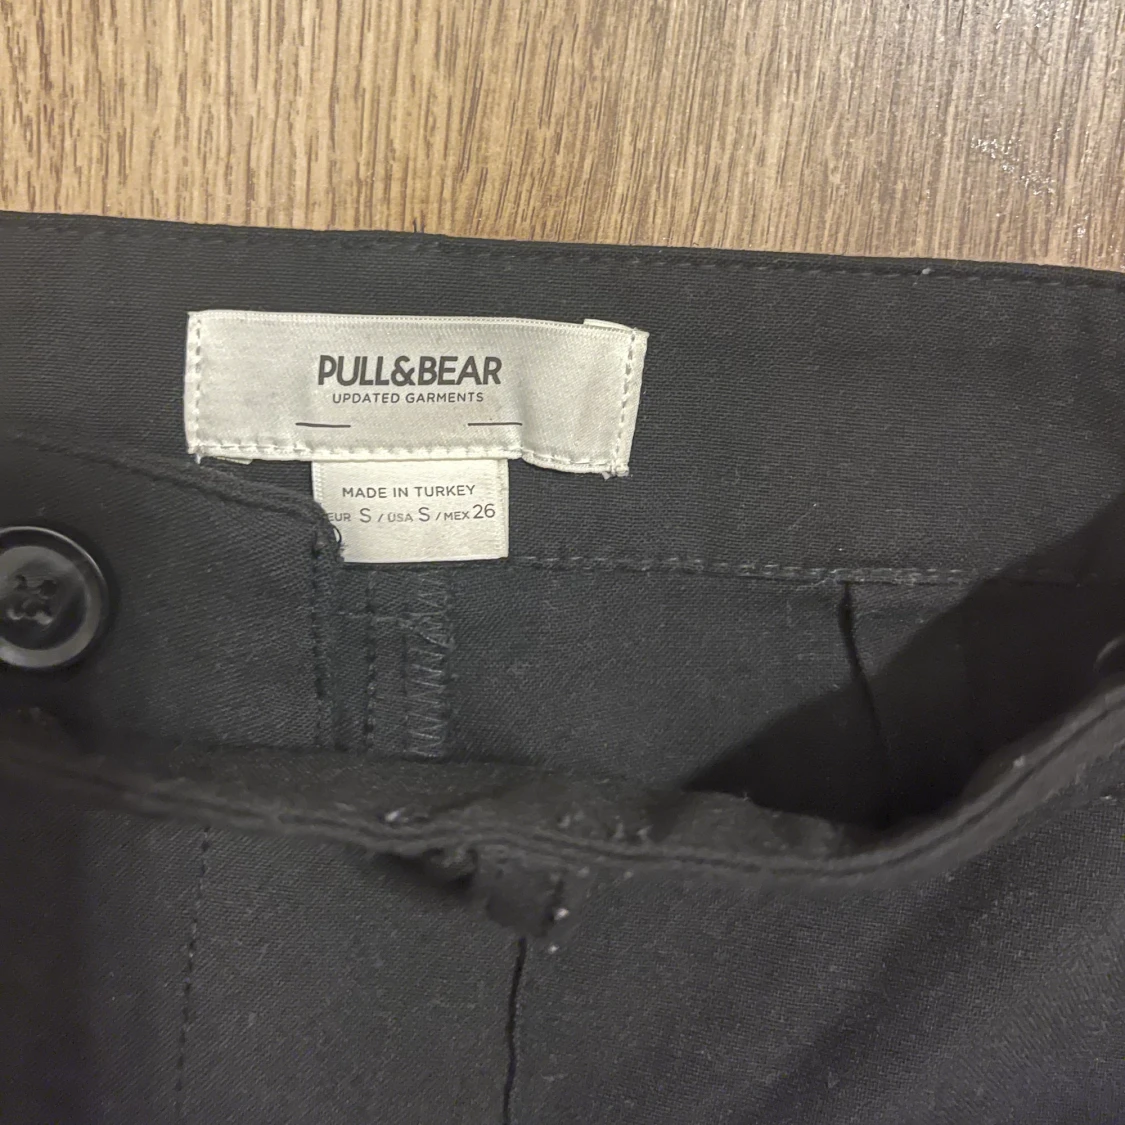 PULL&BEAR
UPDATED GARMENTS
MADE IN TURKEY
EUR S / USA S / MEX 26